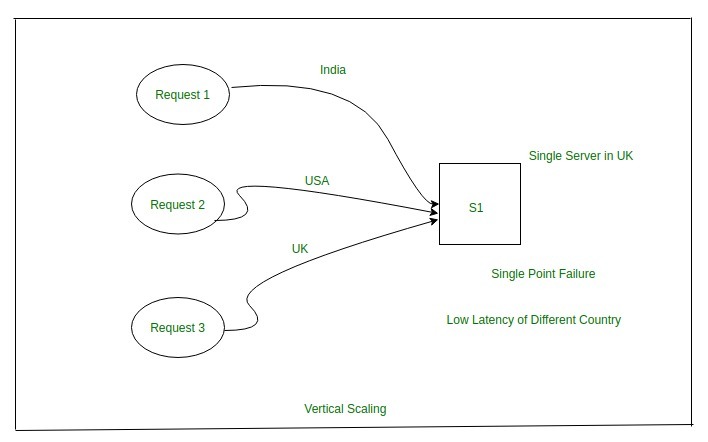 India
Request 1
Single Server in UK
USA
Request 2
S1
UK
Single Point Failure
Low Latency of Different Country
Request 3
Vertical Scaling